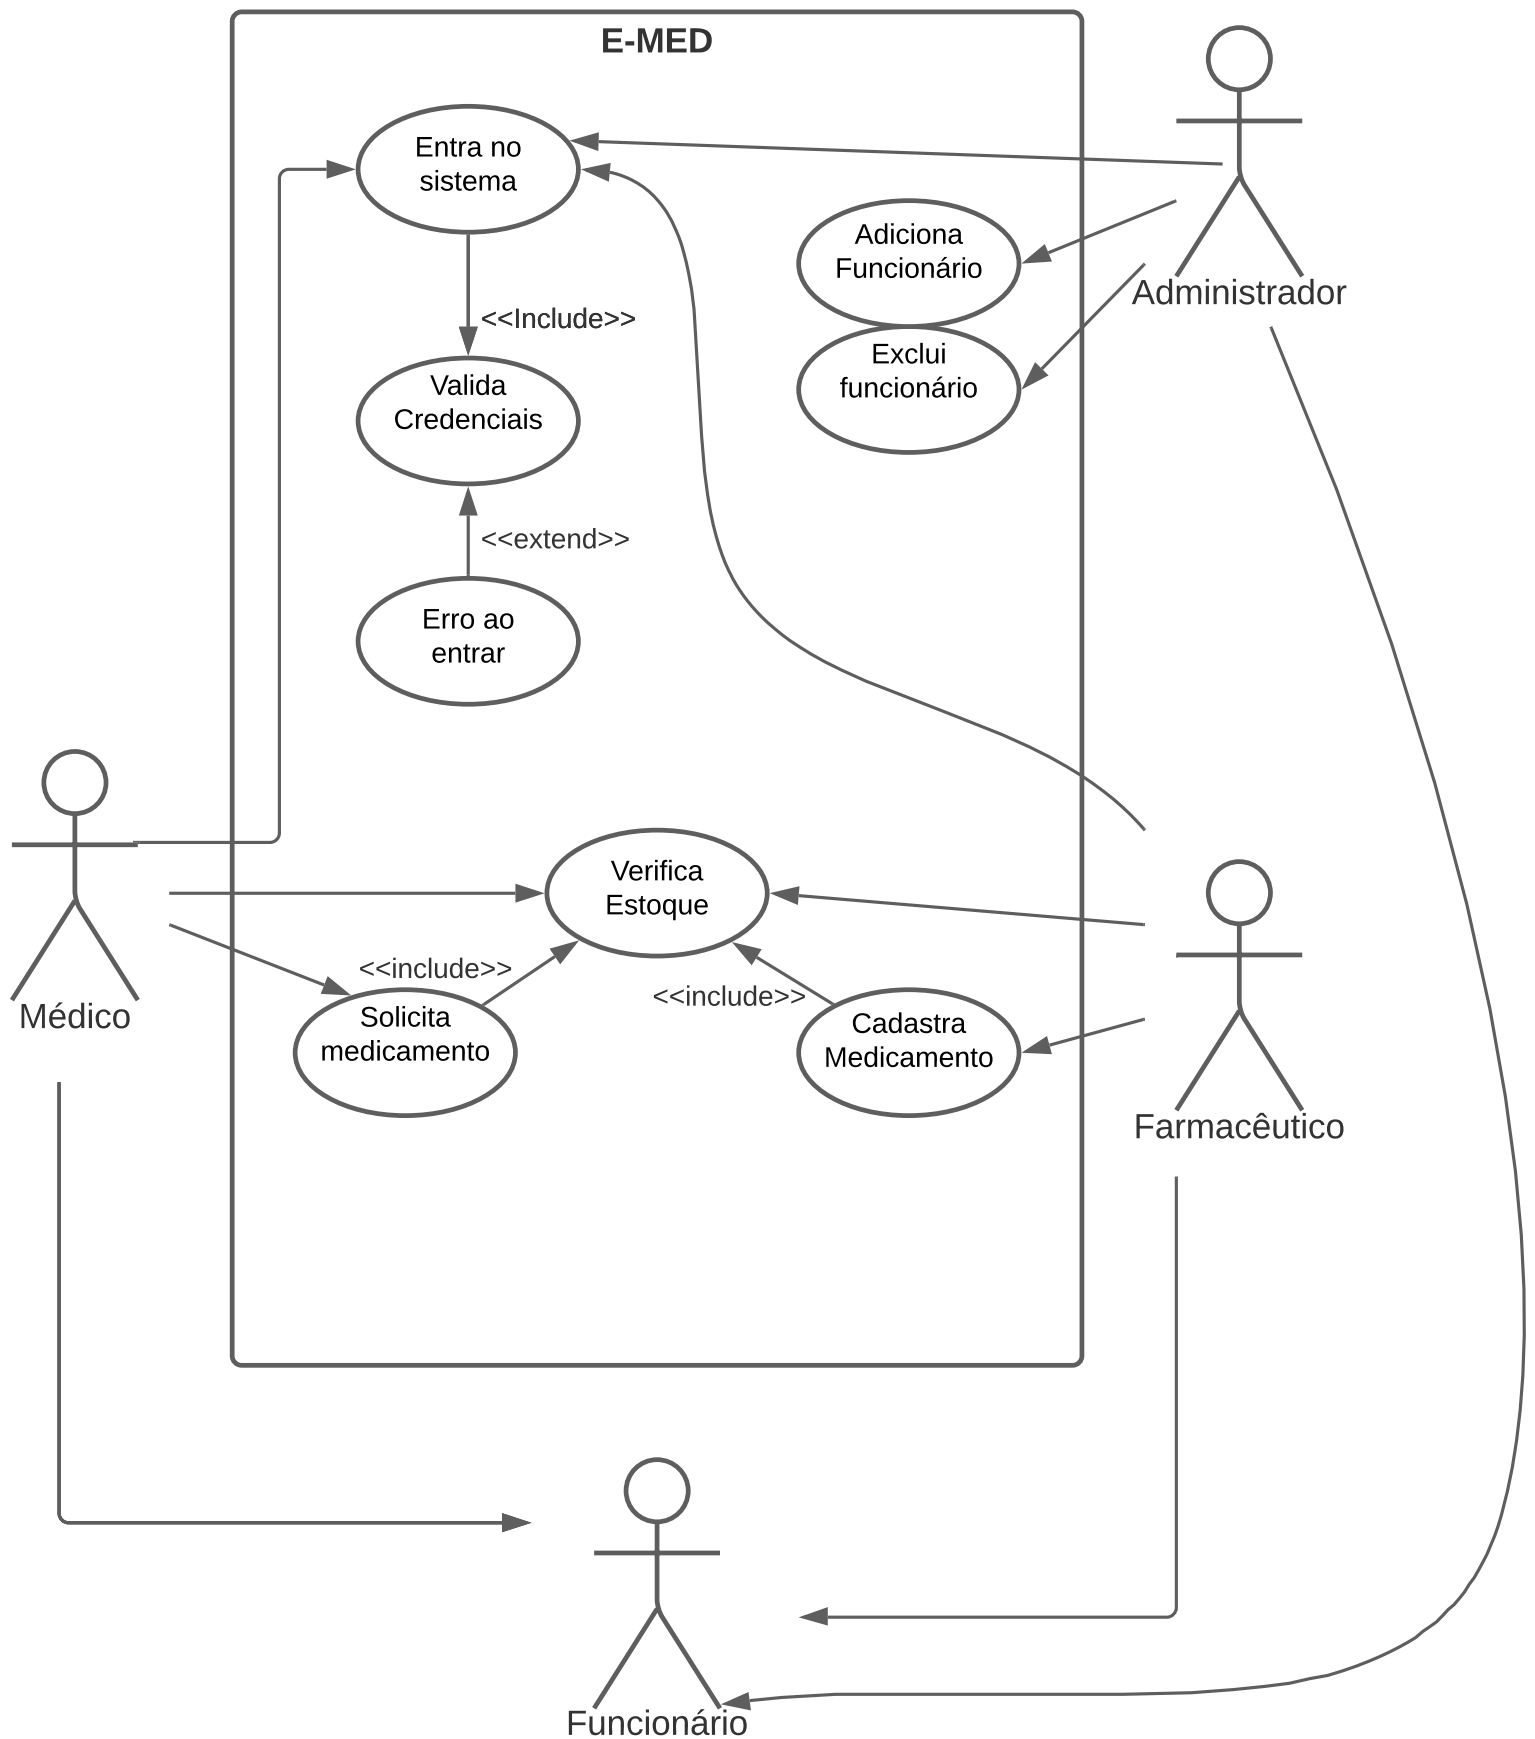 E-MED
Entra no
sistema
Adiciona
Funcionário
Administrador
<<Include>>
Exclui
funcionário
Valida
Credenciais
<<extend>>
Erro ao
entrar
Verifica
Estoque
<<include>>
<<include>>
Médico
Solicita
medicamento
Cadastra
Medicamento
Farmacêutico
Funcionário